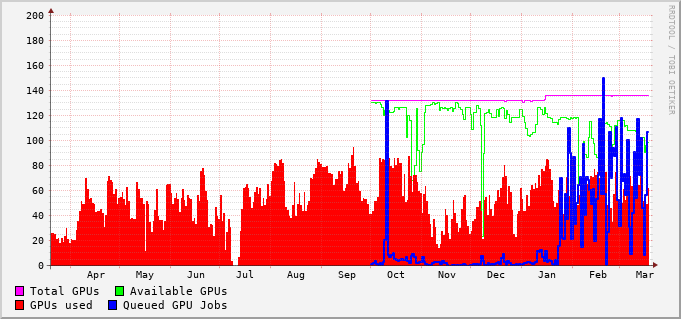 200
180
160
140
120
100
80
60
40
20
0
Apr May Jun Jul Aug Sep Oct Nov Dec Jan Feb Mar
Total GPUs Available GPUs
GPUs used Queued GPU Jobs
RRDTOOL / TOBI OETIKER